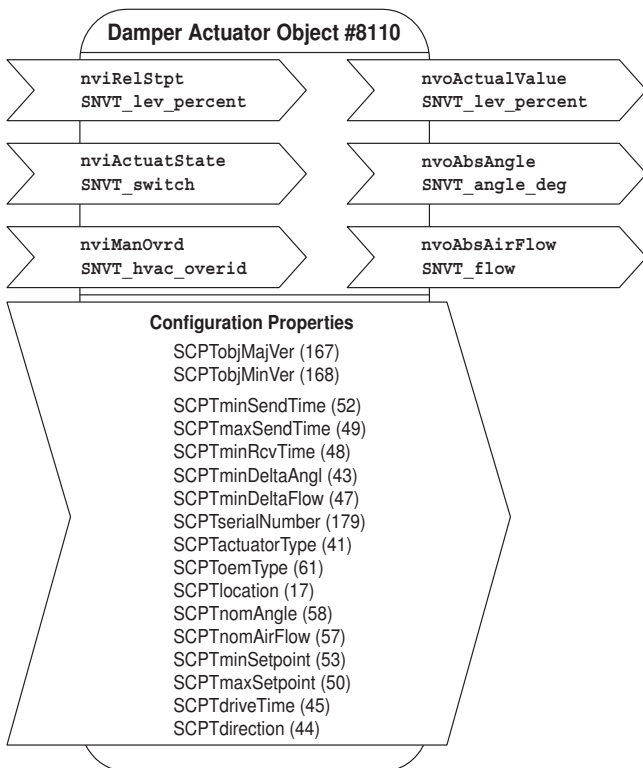 Damper Actuator Object #8110
nviRelStpt
SNVT_lev_percent
nvoActualValue
SNVT_lev_percent
nviActuatState
SNVT_switch
nvoAbsAngle
SNVT_angle_deg
nviManOvrd
SNVT_hvac_overid
nvoAbsAirFlow
SNVT_flow
Configuration Properties
SCPTobjMajVer (167)
SCPTobjMinVer (168)
SCPTminSendTime (52)
SCPTmaxSendTime (49)
SCPTminRcvTime (48)
SCPTminDeltaAngl (43)
SCPTminDeltaFlow (47)
SCPTserialNumber (179)
SCPTactuatorType (41)
SCPToemType (61)
SCPTlocation (17)
SCPTnomAngle (58)
SCPTnomAirFlow (57)
SCPTminSetpoint (53)
SCPTmaxSetpoint (50)
SCPTdriveTime (45)
SCPTdirection (44)